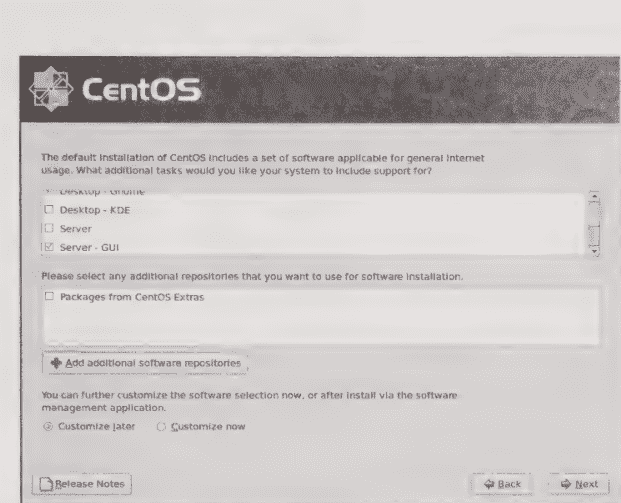 CentOS
The default installation of CentOS includes a set of software applicable for general internet
usage. What additional tasks would you like your system to include support for?
Desktop - Gnome
Desktop - KDE
Server
Server - GUI
Please select any additional repositories that you want to use for software installation.
Packages from CentOS Extras
Add additional software repositories
You can further customize the software selection now, or after install via the software
management application.
Customize later Customize now
Release Notes Back Next